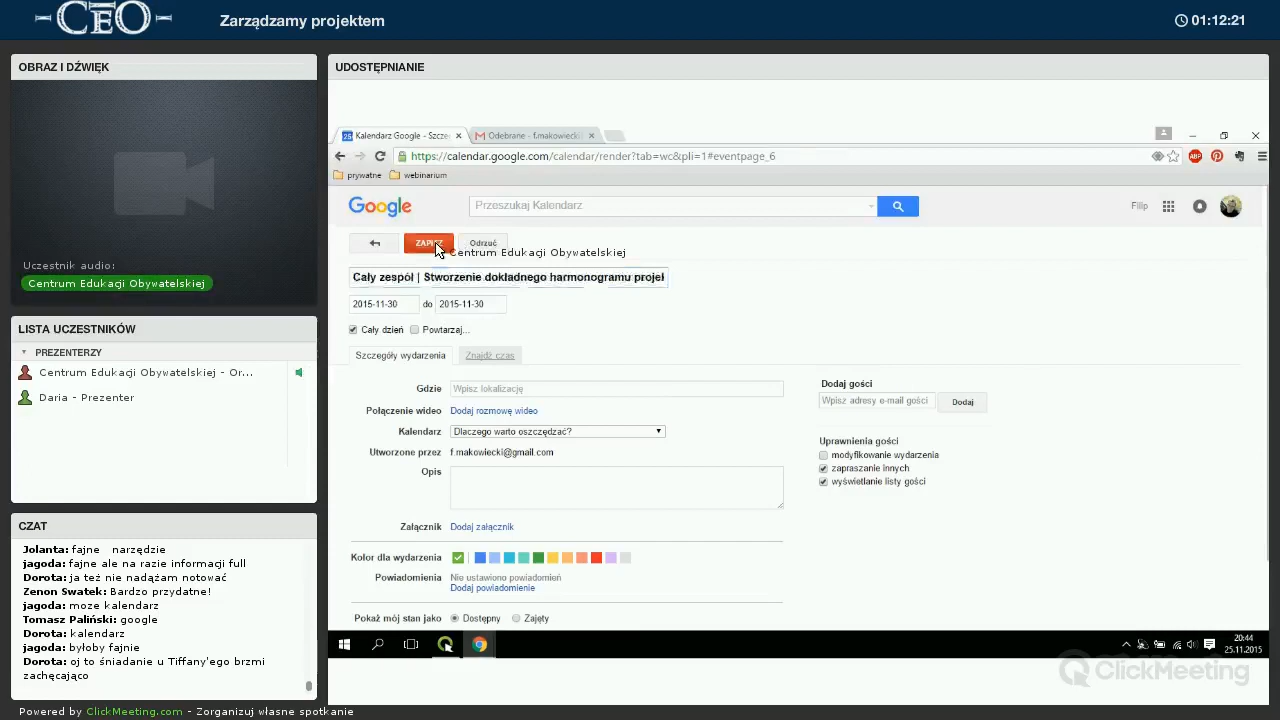 CEO
Zarządzamy projektem
01:12:21
OBRAZ I DŹWIĘK
Uczestnik audio:
Centrum Edukacji Obywatelskiej
LISTA UCZESTNIKÓW
PREZENTERZY
Centrum Edukacji Obywatelskiej - Or...
Daria - Prezenter
CZAT
Jolanta: fajne narzędzie
jagoda: fajne ale na razie informacji full
Dorota: ja też nie nadążam notować
Zenon Swatek: Bardzo przydatne!
jagoda: moze kalendarz
Tomasz Paliński: google
Dorota: kalendarz
jagoda: byłoby fajnie
Dorota: oj to śniadanie u Tiffany'ego brzmi
zachęcająco
UDOSTĘPNIANIE
Kalendarz Google - Szcze
Odebrane - f.makowiecki
https://calendar.google.com/calendar/render?tab=wc&pli=1#eventpage_6
ABP
prywatne
webinarium
Google
Przeszukaj Kalendarz
Filip
Odrzuć
Centrum Edukacji Obywatelskiej
Cały zespół | Stworzenie dokładnego harmonogramu projel
2015-11-30 do 2015-11-30
Cały dzień Powtarzaj...
Szczegóły wydarzenia Znajdź czas
Gdzie Wpisz lokalizację
Połączenie wideo Dodaj rozmowę wideo
Kalendarz Dlaczego warto oszczędzać?
Utworzone przez f.makowiecki@gmail.com
Opis
Załącznik Dodaj załącznik
Kolor dla wydarzenia
Powiadomienia Nie ustawiono powiadomień
Dodaj powiadomienie
Pokaż mój stan jako Dostępny Zajęty
Dodaj gości
Wpisz adresy e-mail gości Dodaj
Uprawnienia gości
modyfikowanie wydarzenia
zapraszanie innych
wyświetlanie listy gości
20:44
25.11.2015
ClickMeeting
Powered by ClickMeeting.com - Zorganizuj własne spotkanie